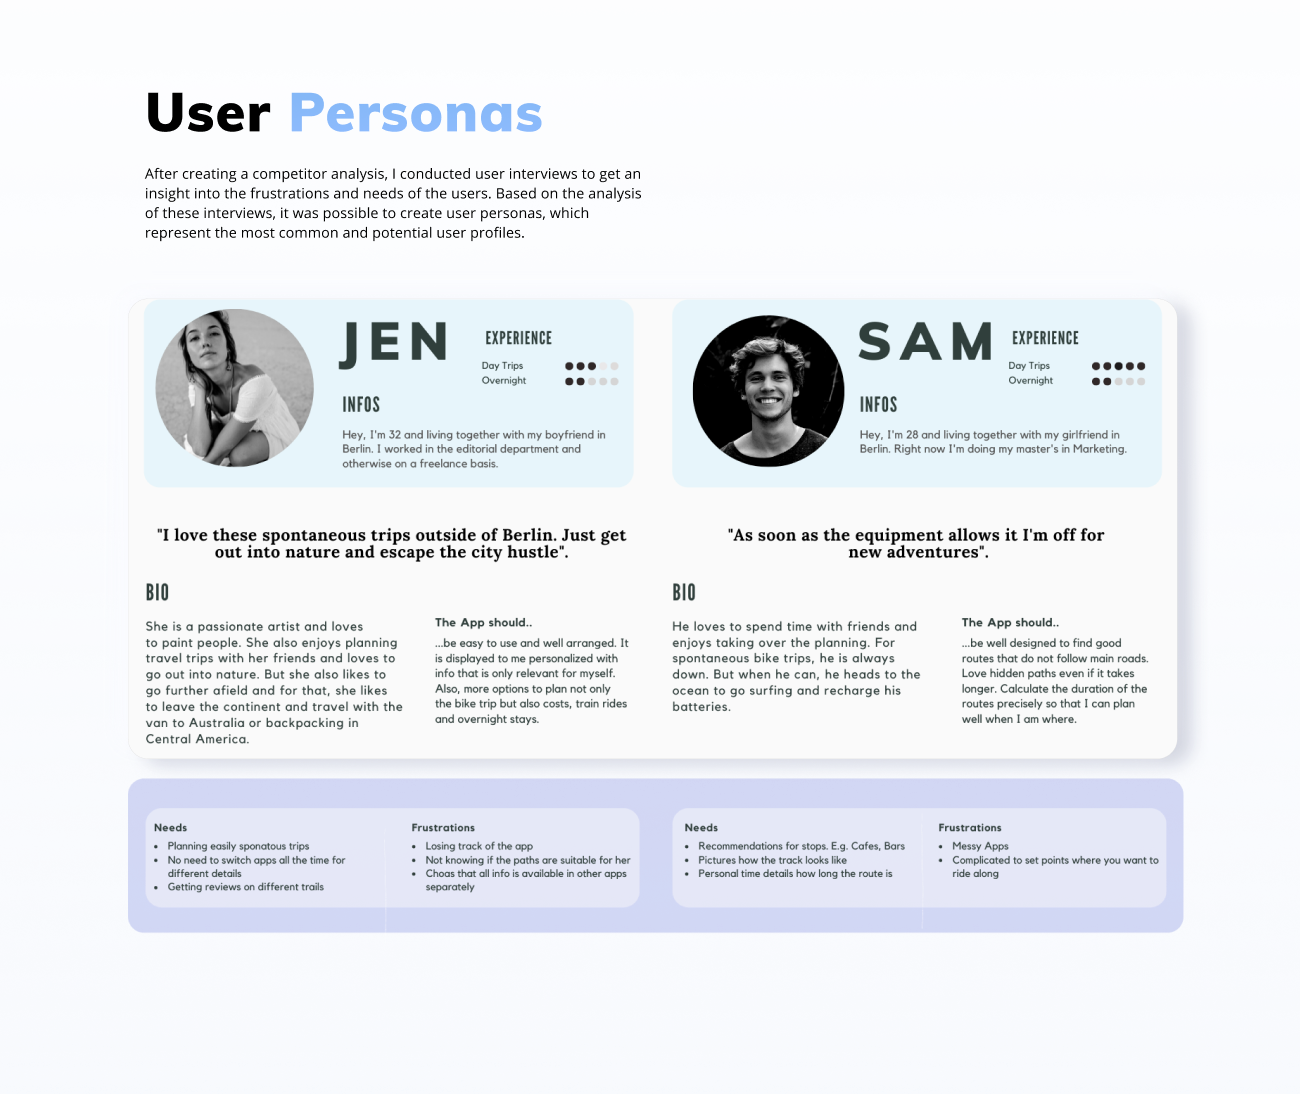 User Personas
After creating a competitor analysis, I conducted user interviews to get an
insight into the frustrations and needs of the users. Based on the analysis
of these interviews, it was possible to create user personas, which
represent the most common and potential user profiles.
JEN
EXPERIENCE
Day Trips
Overnight
INFOS
Hey, I'm 32 and living together with my boyfriend in
Berlin. I worked in the editorial department and
otherwise on a freelance basis.
"I love these spontaneous trips outside of Berlin. Just get
out into nature and escape the city hustle".
BIO
She is a passionate artist and loves
to paint people. She also enjoys planning
travel trips with her friends and loves to
go out into nature. But she also likes to
go further afield and for that, she likes
to leave the continent and travel with the
van to Australia or backpacking in
Central America.
The App should..
...be easy to use and well arranged. It
is displayed to me personalized with
info that is only relevant for myself.
Also, more options to plan not only
the bike trip but also costs, train rides
and overnight stays.
SAM
EXPERIENCE
Day Trips
Overnight
INFOS
Hey, I'm 28 and living together with my girlfriend in
Berlin. Right now I'm doing my master's in Marketing.
"As soon as the equipment allows it I'm off for
new adventures".
BIO
He loves to spend time with friends and
enjoys taking over the planning. For
spontaneous bike trips, he is always
down. But when he can, he heads to the
ocean to go surfing and recharge his
batteries.
The App should..
...be well designed to find good
routes that do not follow main roads.
Love hidden paths even if it takes
longer. Calculate the duration of the
routes precisely so that I can plan
well when I am where.
Needs
• Planning easily sponatous trips
• No need to switch apps all the time for
different details
• Getting reviews on different trails
Frustrations
• Losing track of the app
• Not knowing if the paths are suitable for her
• Choas that all info is available in other apps
separately
Needs
• Recommendations for stops. E.g. Cafes, Bars
• Pictures how the track looks like
• Personal time details how long the route is
Frustrations
• Messy Apps
• Complicated to set points where you want to
ride along